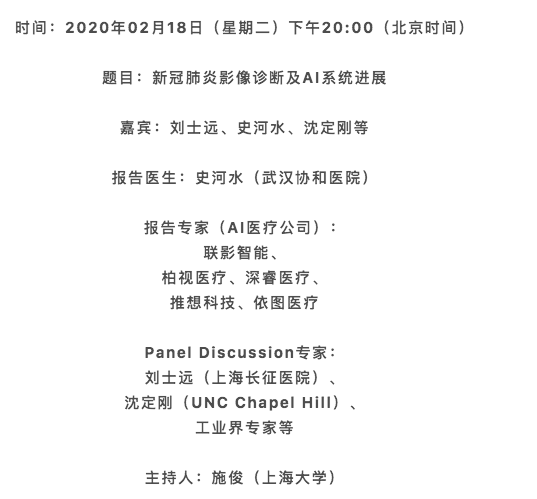 时间：2020年02月18日（星期二）下午20:00（北京时间）
题目：新冠肺炎影像诊断及AI系统进展
嘉宾：刘士远、史河水、沈定刚等
报告医生：史河水（武汉协和医院）
报告专家（AI医疗公司）：
联影智能、
柏视医疗、深睿医疗、
推想科技、依图医疗
Panel Discussion专家：
刘士远（上海长征医院）、
沈定刚（UNC Chapel Hill）、
工业界专家等
主持人：施俊（上海大学）